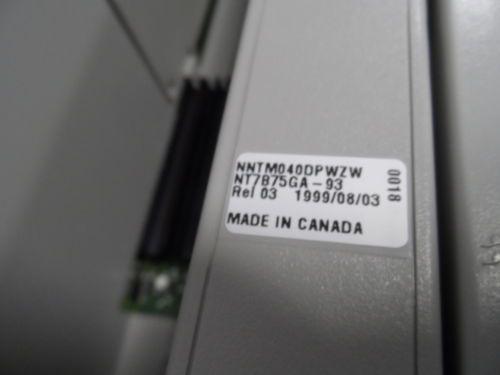 NNTM040DPWZW
NT7B75GA-93
Rel 03 1999/08/03
0018
MADE IN CANADA